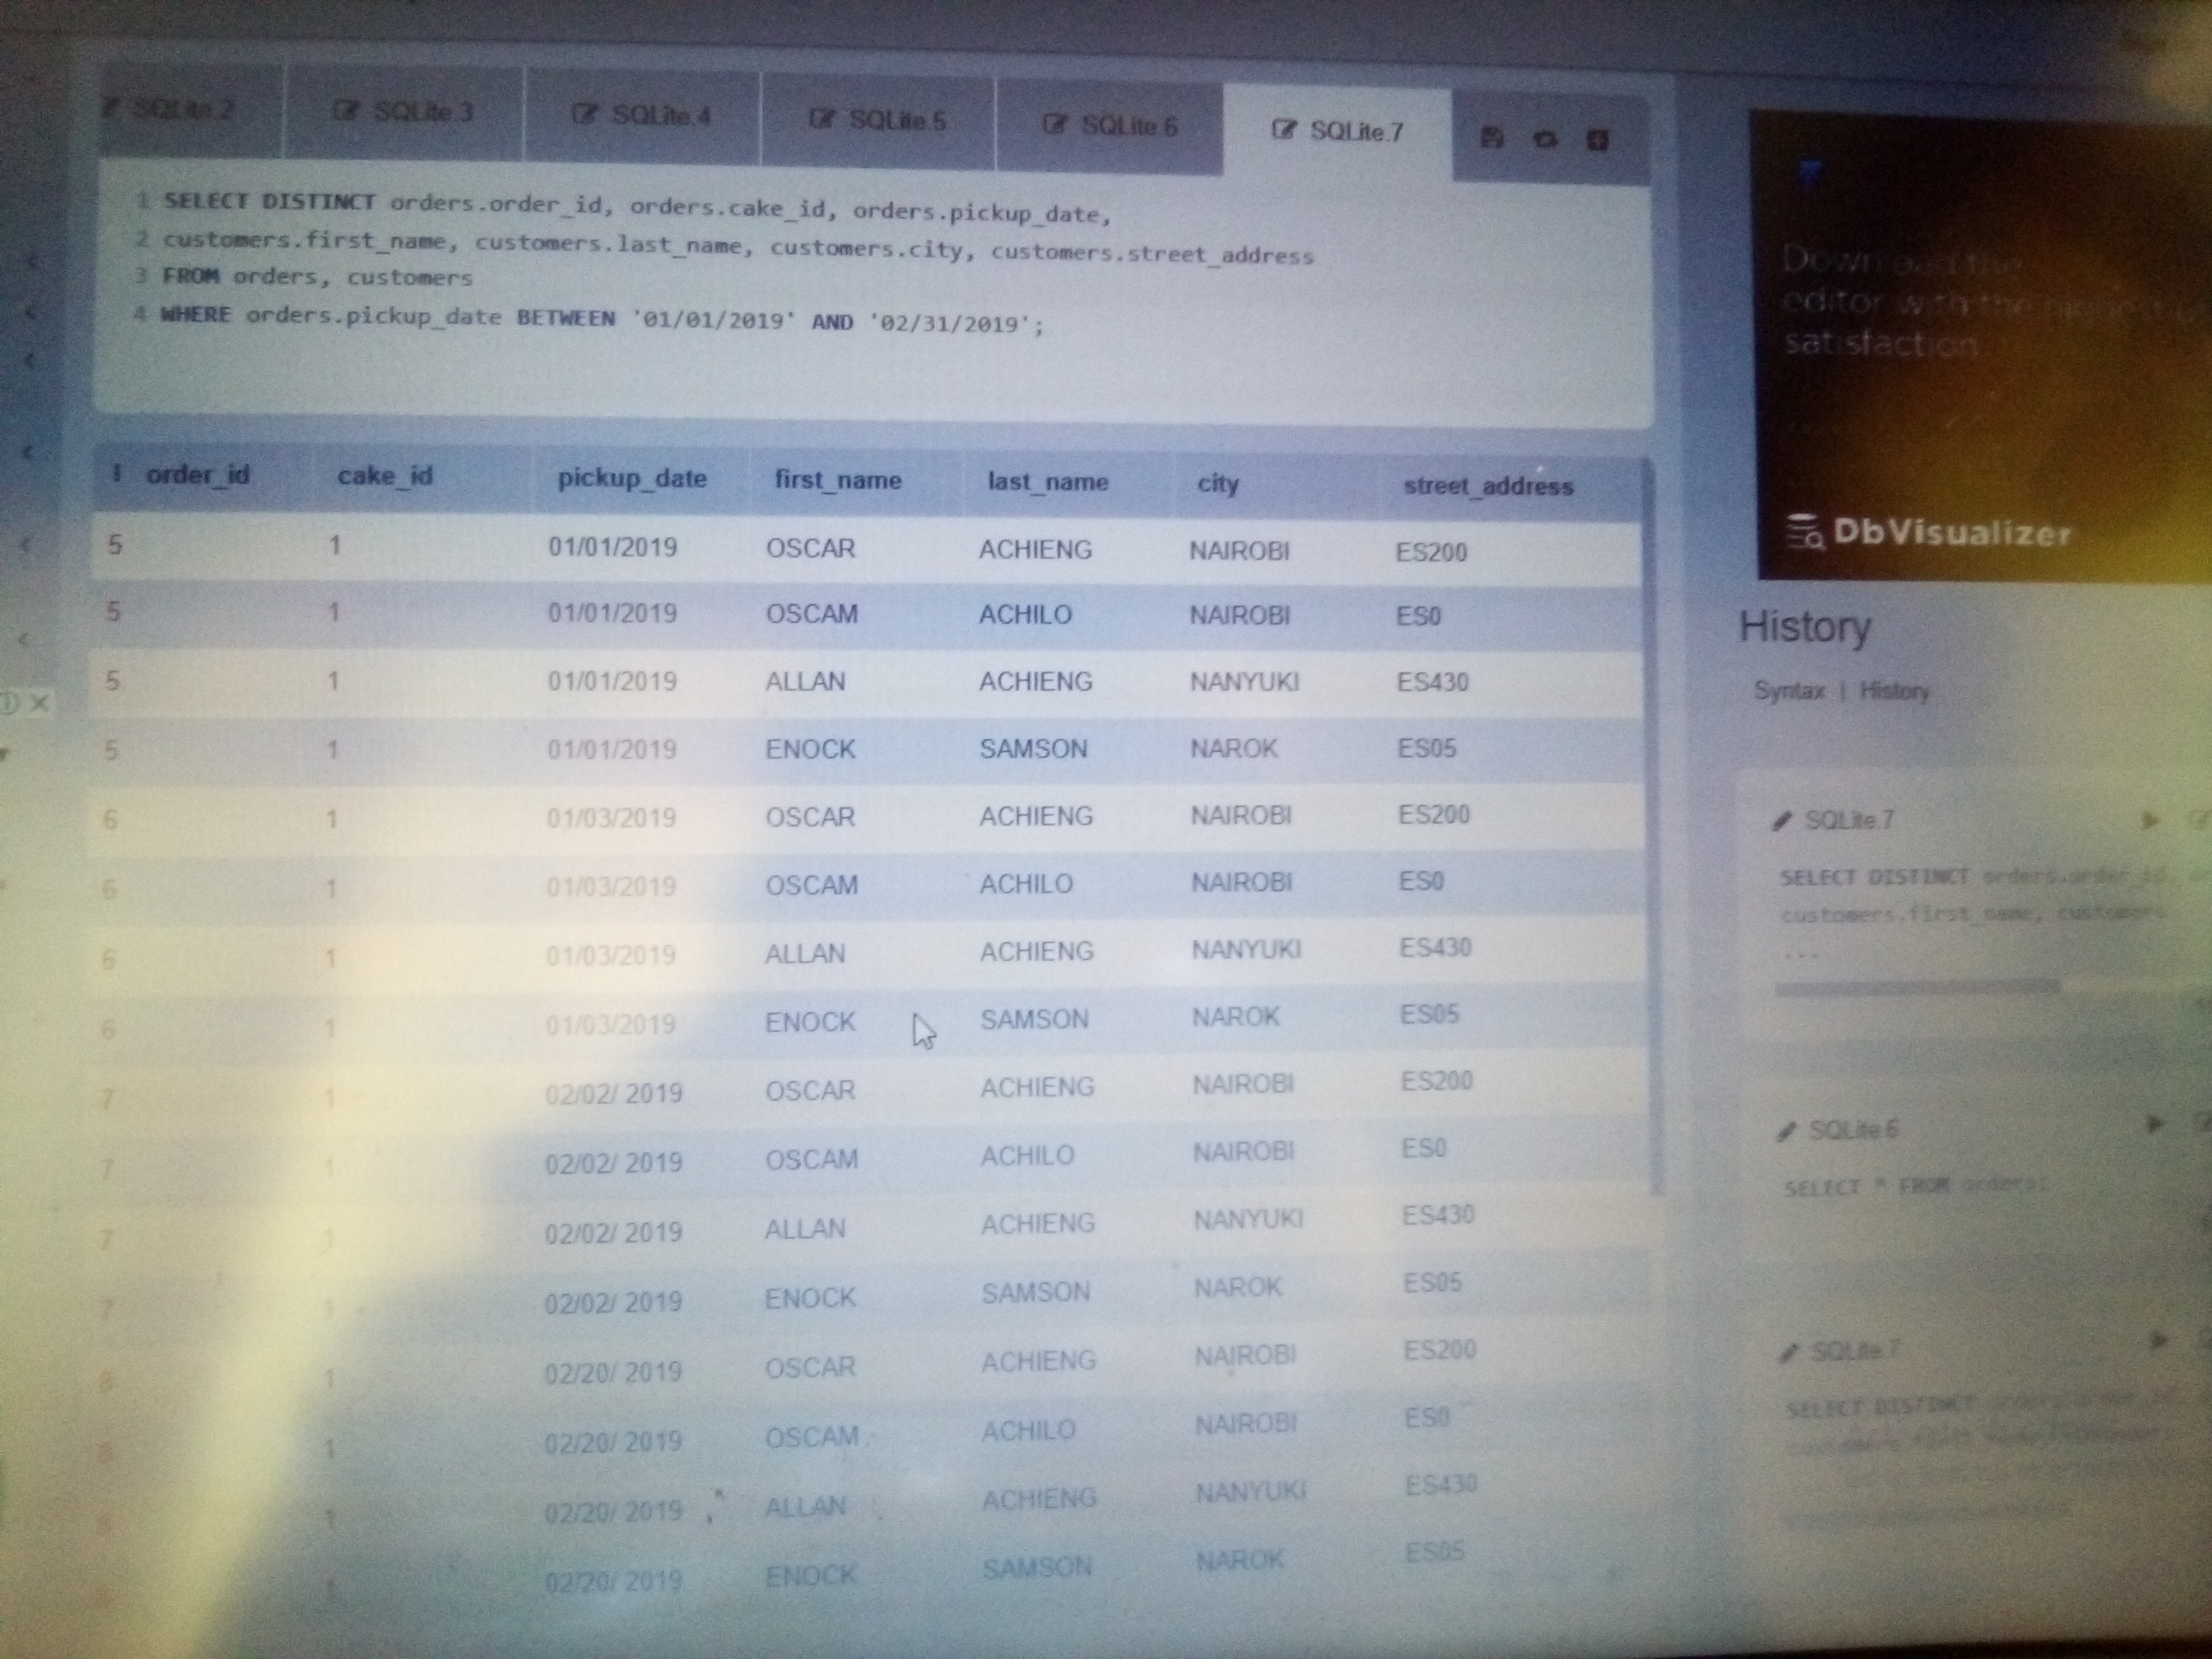 SQLite.2 SQLite.3 SQLite.4 SQLite.5 SQLite.6 SQLite.7
1 SELECT DISTINCT orders.order_id, orders.cake_id, orders.pickup_date,
2 customers.first_name, customers.last_name, customers.city, customers.street_address
3 FROM orders, customers
4 WHERE orders.pickup_date BETWEEN '01/01/2019' AND '02/31/2019';
order_id cake_id pickup_date first_name last_name city street_address
5 1 01/01/2019 OSCAR ACHIENG NAIROBI ES200
5 1 01/01/2019 OSCAM ACHILO NAIROBI ES0
5 1 01/01/2019 ALLAN ACHIENG NANYUKI ES430
5 1 01/01/2019 ENOCK SAMSON NAROK ES05
6 1 01/03/2019 OSCAR ACHIENG NAIROBI ES200
6 1 01/03/2019 OSCAM ACHILO NAIROBI ES0
6 1 01/03/2019 ALLAN ACHIENG NANYUKI ES430
6 1 01/03/2019 ENOCK SAMSON NAROK ES05
7 1 02/02/ 2019 OSCAR ACHIENG NAIROBI ES200
7 1 02/02/ 2019 OSCAM ACHILO NAIROBI ES0
7 1 02/02/ 2019 ALLAN ACHIENG NANYUKI ES430
7 1 02/02/ 2019 ENOCK SAMSON NAROK ES05
8 1 02/20/ 2019 OSCAR ACHIENG NAIROBI ES200
8 1 02/20/ 2019 OSCAM ACHILO NAIROBI ES0
8 1 02/20/ 2019 ALLAN ACHIENG NANYUKI ES430
8 1 02/20/ 2019 ENOCK SAMSON NAROK ES05
editor with the
satisfaction
DbVisualizer
History
Syntax | History
SQLite.7
SELECT DISTINCT orders.order_id,
customers.first_name, customers
...
SQLite.6
SELECT * FROM orders;
SQLite.7
SELECT DISTINCT